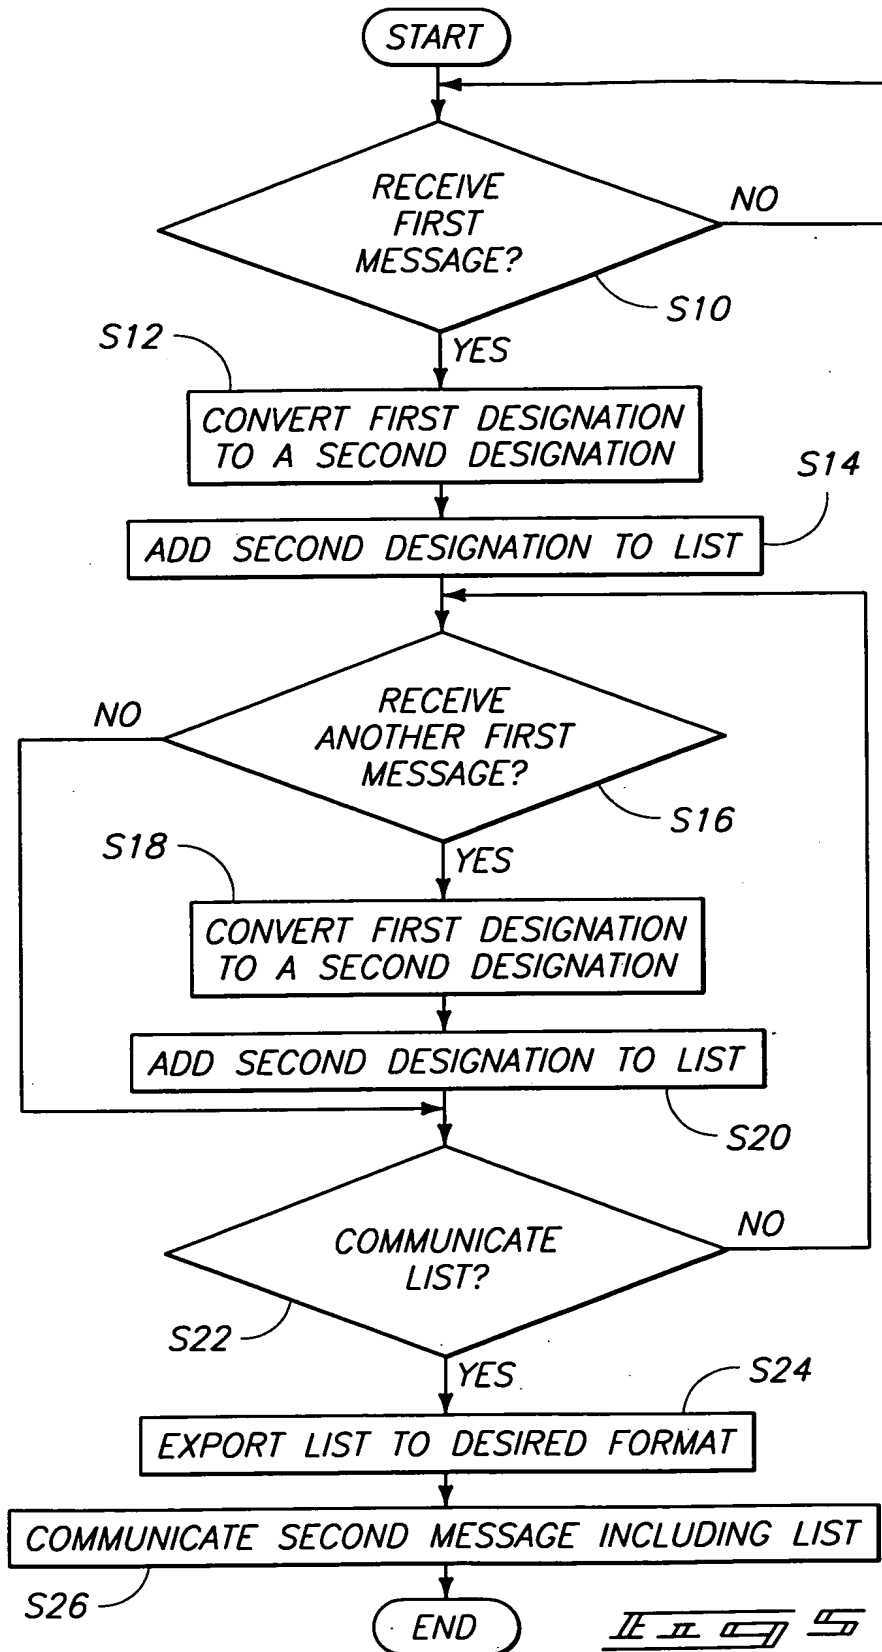 START
RECEIVE
FIRST
MESSAGE?
NO
S10
YES
S12
CONVERT FIRST DESIGNATION
TO A SECOND DESIGNATION
S14
ADD SECOND DESIGNATION TO LIST
RECEIVE
ANOTHER FIRST
MESSAGE?
NO
S16
YES
S18
CONVERT FIRST DESIGNATION
TO A SECOND DESIGNATION
ADD SECOND DESIGNATION TO LIST
S20
COMMUNICATE
LIST?
NO
S22
YES
S24
EXPORT LIST TO DESIRED FORMAT
COMMUNICATE SECOND MESSAGE INCLUDING LIST
S26
END
FIG 5